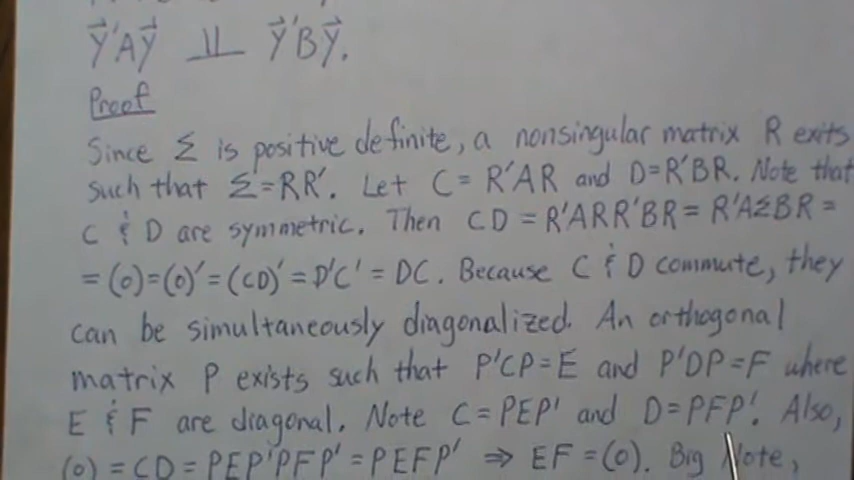 Y⃗'AY⃗ ⫫ Y⃗'BY⃗.
Proof
Since Σ is positive definite, a nonsingular matrix R exits
such that Σ=RR'. Let C= R'AR and D=R'BR. Note that
C & D are symmetric. Then CD = R'ARR'BR = R'AΣBR =
= (0)=(0)'= (CD)' = D'C' = DC. Because C & D commute, they
can be simultaneously diagonalized. An orthogonal
matrix P exists such that P'CP=E and P'DP=F where
E & F are diagonal. Note C=PEP' and D=PFP'. Also,
(0) = CD = PEP'PFP' = PEFP' ⇒ EF=(0). Big Note,